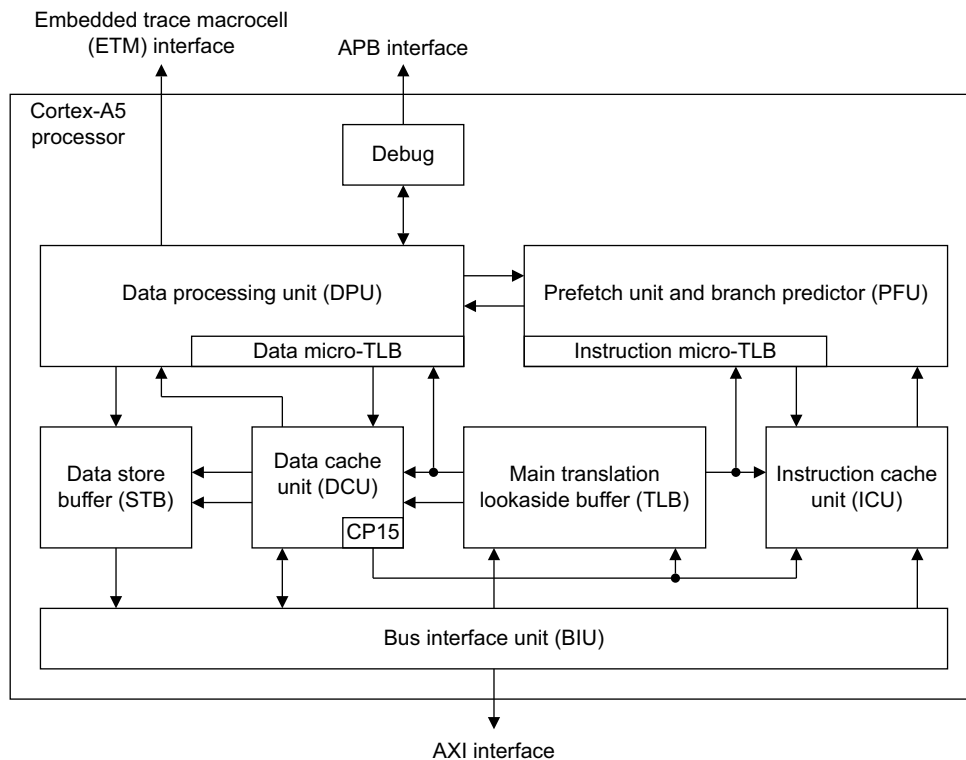 Embedded trace macrocell
(ETM) interface
APB interface
Cortex-A5
processor
Debug
Data processing unit (DPU)
Prefetch unit and branch predictor (PFU)
Data micro-TLB
Instruction micro-TLB
Data store
buffer (STB)
Data cache
unit (DCU)
CP15
Main translation
lookaside buffer (TLB)
Instruction cache
unit (ICU)
Bus interface unit (BIU)
AXI interface